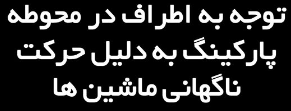 توجه به اطراف در محوطه
پارکینگ به دلیل حرکت
ناگهانی ماشین ها